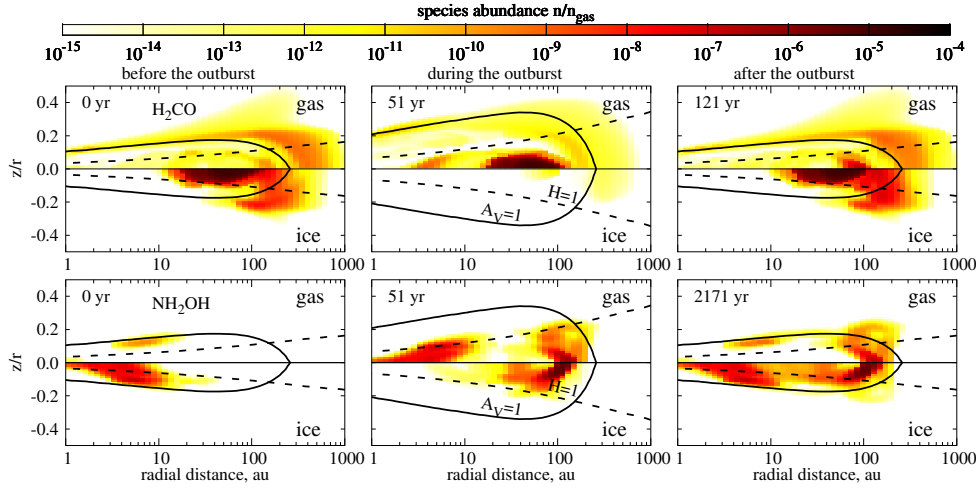 species abundance n/n_gas
10^-15 10^-14 10^-13 10^-12 10^-11 10^-10 10^-9 10^-8 10^-7 10^-6 10^-5 10^-4
before the outburst during the outburst after the outburst
0.4 0 yr H₂CO gas 51 yr gas 121 yr gas
0.2
z/r 0.0
-0.2 A_V=1 H=1
-0.4 ice ice ice
1 10 100 1000 1 10 100 1000 1 10 100 1000
0.4 0 yr NH₂OH gas 51 yr gas 2171 yr gas
0.2
z/r 0.0
-0.2 A_V=1 H=1
-0.4 ice ice ice
1 10 100 1000 1 10 100 1000 1 10 100 1000
radial distance, au radial distance, au radial distance, au